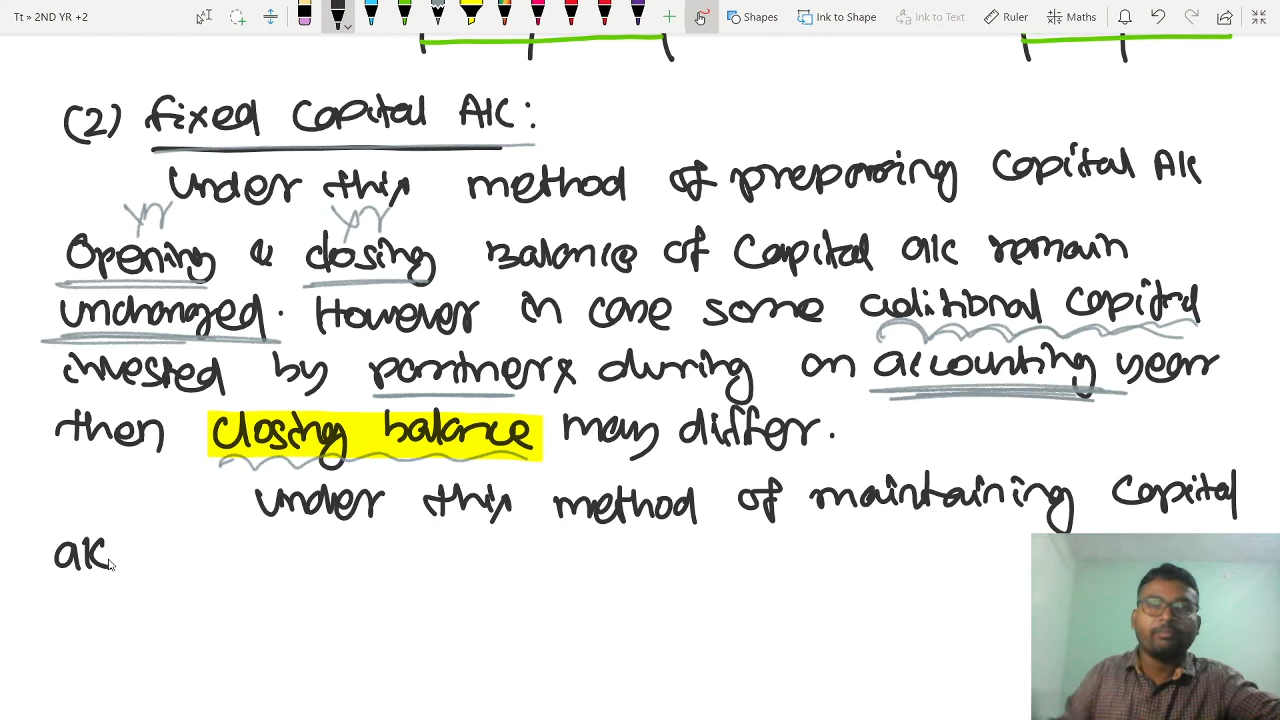 Tt » 2ND YR +2
Shapes
Ink to Shape
Ink to Text
Ruler
Maths
(2) fixed Capital A/C:
Under this method of preparing Capital A/C
yr yr
Opening & closing Balance of Capital a/c remain
unchanged. However in case some aditional capital
invested by partners during an accounting year
then closing balance may differ.
under this method of maintaining capital
a/c